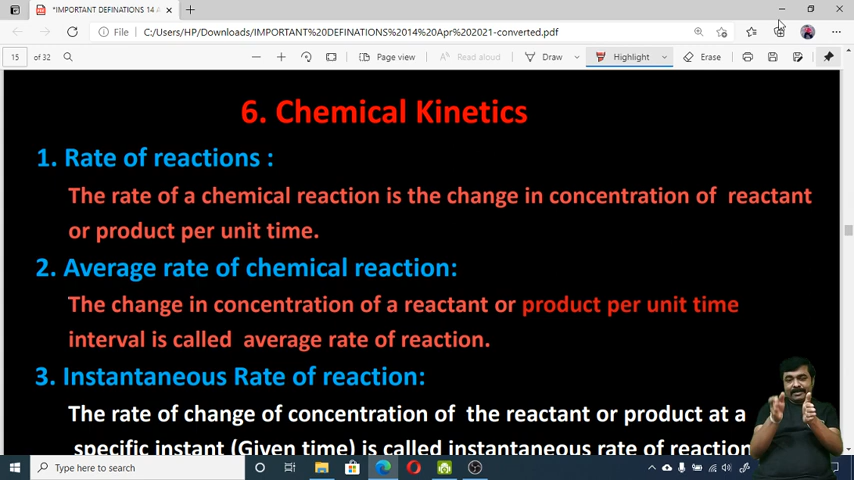 *IMPORTANT DEFINATIONS 14 A
File
C:/Users/HP/Downloads/IMPORTANT%20DEFINATIONS%2014%20Apr%202021-converted.pdf
15 of 32
Page view
Read aloud
Draw
Highlight
Erase
6. Chemical Kinetics
1. Rate of reactions :
The rate of a chemical reaction is the change in concentration of reactant
or product per unit time.
2. Average rate of chemical reaction:
The change in concentration of a reactant or product per unit time
interval is called average rate of reaction.
3. Instantaneous Rate of reaction:
The rate of change of concentration of the reactant or product at a
specific instant (Given time) is called instantaneous rate of reaction
Type here to search